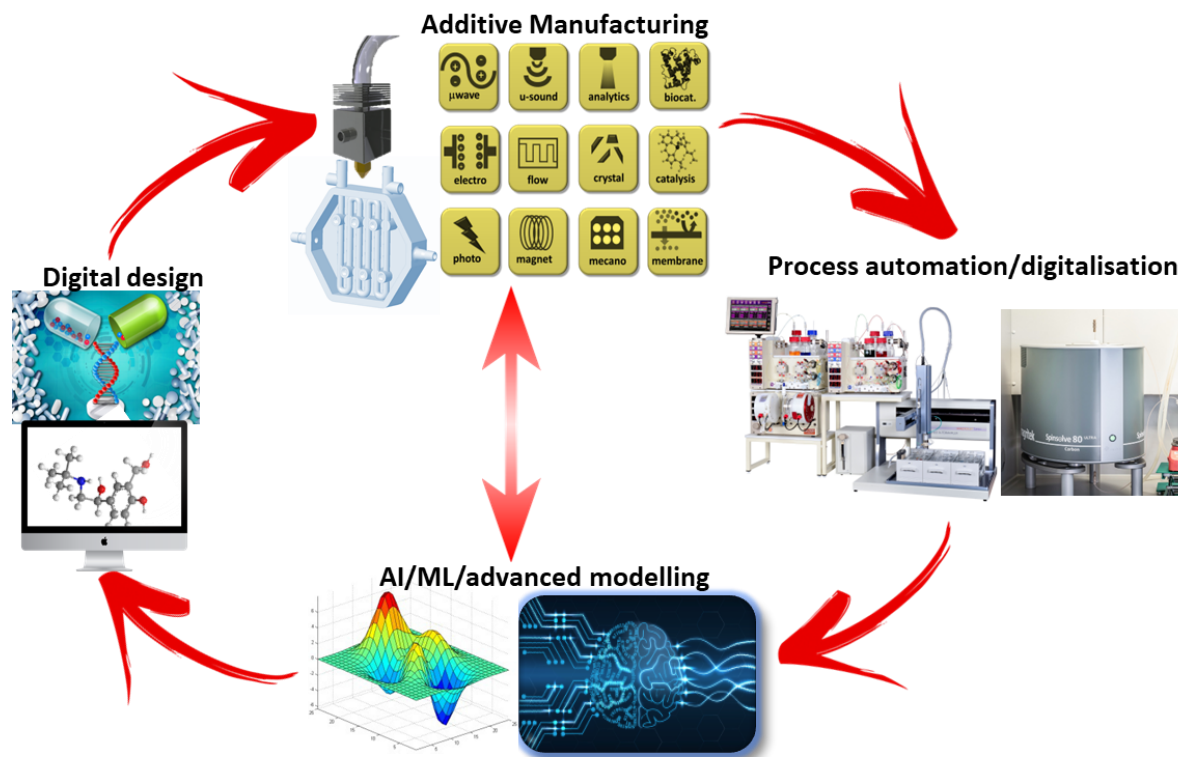 Additive Manufacturing
μwave
u-sound
analytics
biocat.
electro
flow
crystal
catalysis
photo
magnet
mecano
membrane
Digital design
Process automation/digitalisation
Spinsolve 80
Carbon
AI/ML/advanced modelling